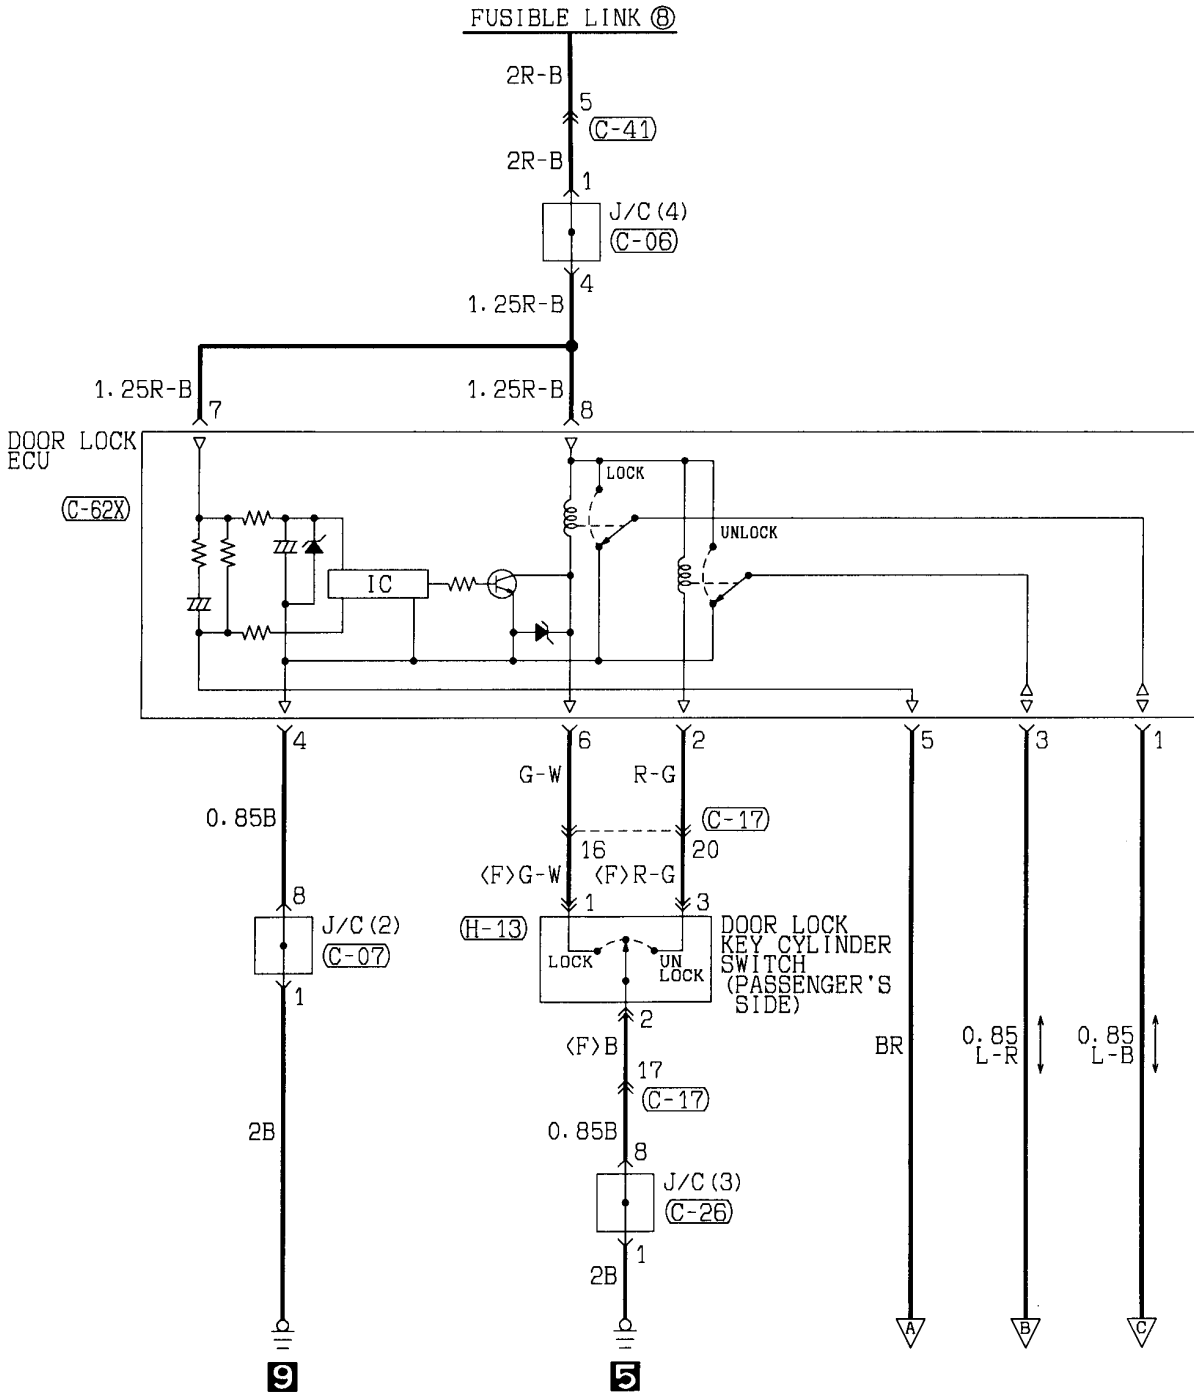 FUSIBLE LINK ⑧
2R-B
5
C-41
2R-B
1
J/C(4)
C-06
4
1.25R-B
1.25R-B
1.25R-B
7
8
DOOR LOCK
ECU
C-62X
LOCK
UNLOCK
IC
4
6
2
5
3
1
G-W
R-G
0.85B
C-17
16
20
<F>G-W
<F>R-G
8
1
3
J/C(2)
C-07
H-13
LOCK
UN
LOCK
DOOR LOCK
KEY CYLINDER
SWITCH
(PASSENGER'S
SIDE)
1
2
<F>B
BR
0.85
L-R
0.85
L-B
17
C-17
2B
0.85B
8
J/C(3)
C-26
1
2B
A
B
C
9
5